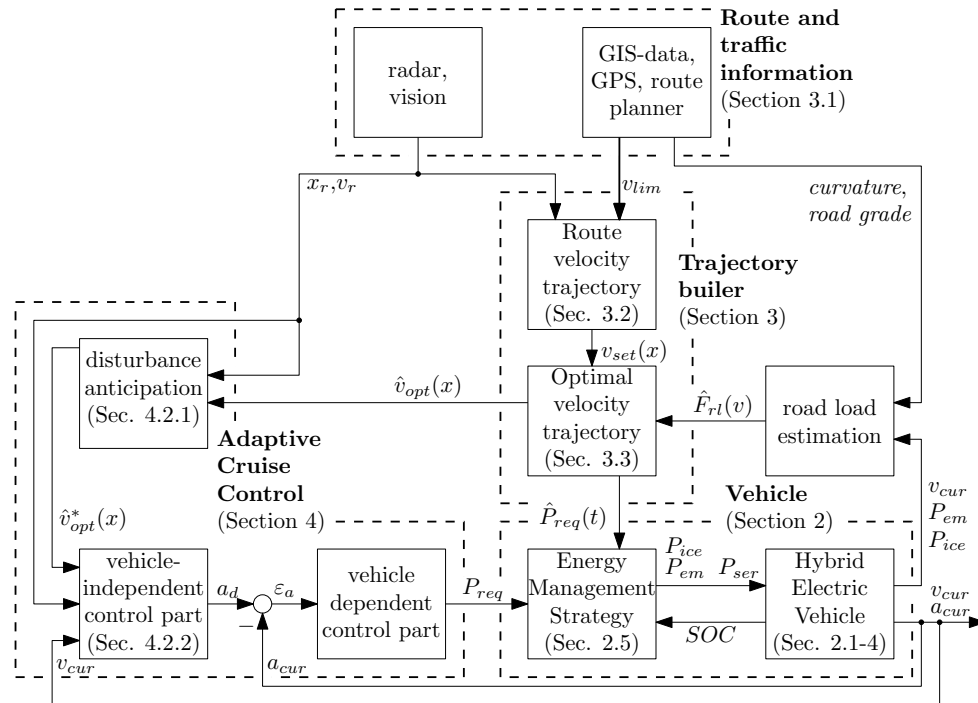 radar,
vision
GIS-data,
GPS, route
planner
Route and
traffic
information
(Section 3.1)
x_r,v_r
v_lim
curvature,
road grade
Route
velocity
trajectory
(Sec. 3.2)
Trajectory
builer
(Section 3)
v_set(x)
disturbance
anticipation
(Sec. 4.2.1)
v̂_opt(x)
Optimal
velocity
trajectory
(Sec. 3.3)
F̂_rl(v)
road load
estimation
Adaptive
Cruise
Control
(Section 4)
v̂*_opt(x)
P̂_req(t)
Vehicle
(Section 2)
v_cur
P_em
P_ice
vehicle-
independent
control part
(Sec. 4.2.2)
a_d
ε_a
−
vehicle
dependent
control part
P_req
Energy
Management
Strategy
(Sec. 2.5)
P_ice
P_em
P_ser
SOC
Hybrid
Electric
Vehicle
(Sec. 2.1-4)
v_cur
a_cur
v_cur
a_cur